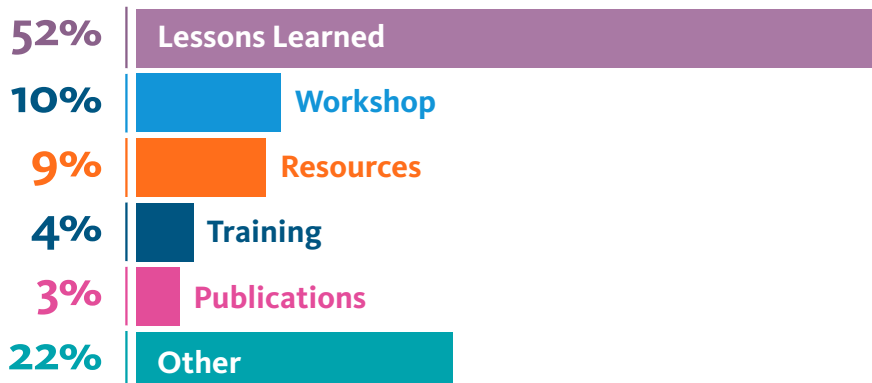 52% Lessons Learned
10% Workshop
9% Resources
4% Training
3% Publications
22% Other